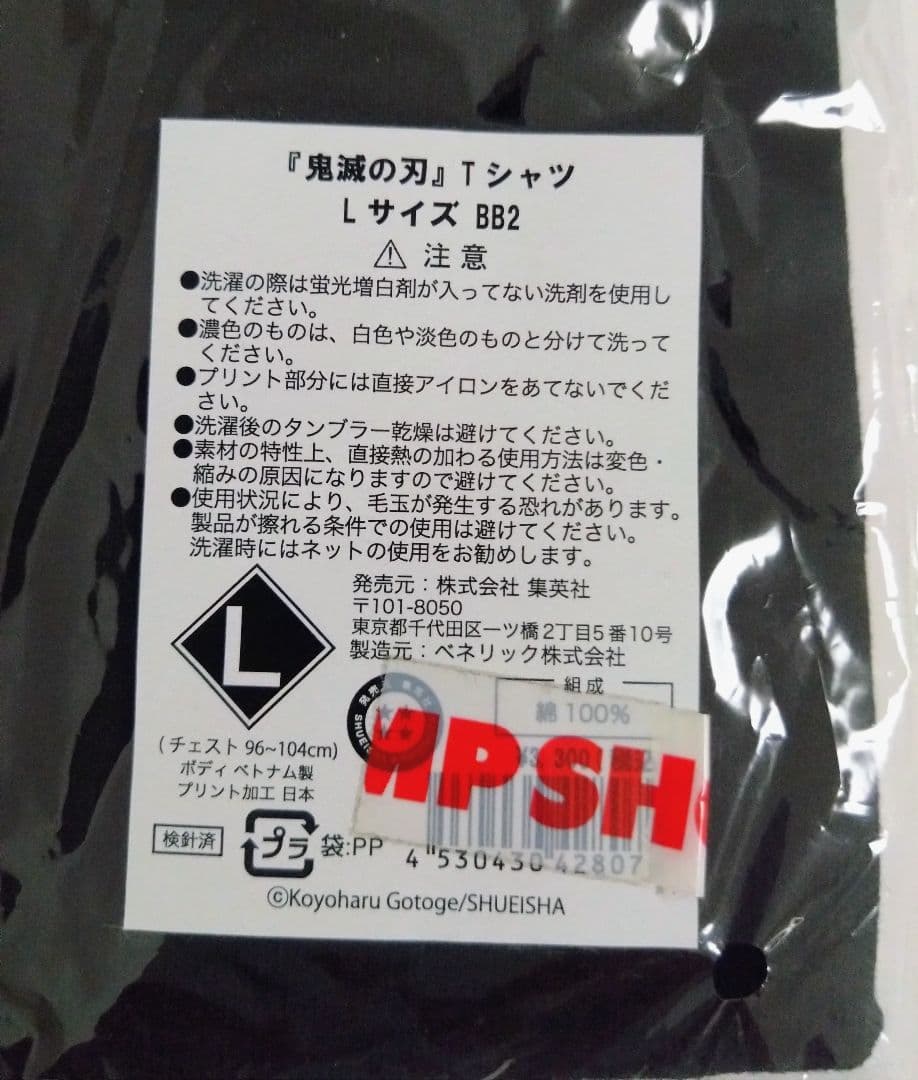 『鬼滅の刃』Tシャツ
Lサイズ BB2
⚠ 注意
●洗濯の際は蛍光増白剤が入ってない洗剤を使用し
てください。
●濃色のものは、白色や淡色のものと分けて洗って
ください。
●プリント部分には直接アイロンをあてないでくだ
さい。
●洗濯後のタンブラー乾燥は避けてください。
●素材の特性上、直接熱の加わる使用方法は変色・
縮みの原因になりますので避けてください。
●使用状況により、毛玉が発生する恐れがあります。
製品が擦れる条件での使用は避けてください。
洗濯時にはネットの使用をお勧めします。
発売元：株式会社 集英社
〒101-8050
東京都千代田区一ツ橋2丁目5番10号
製造元：ベネリック株式会社
L
(チェスト 96~104cm)
ボディ ベトナム製
プリント加工 日本
組成
綿 100%
発売
SHUEIS
¥3,300
MP SH
検針済
プラ
袋:PP
4 530430 42807
©Koyoharu Gotoge/SHUEISHA